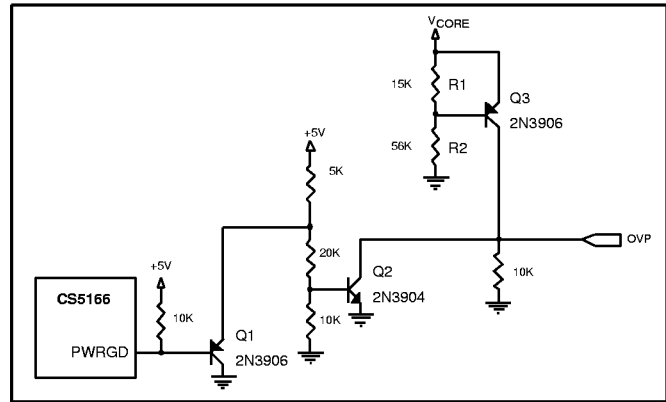 VCORE
15K
R1
Q3
2N3906
56K
R2
+5V
5K
20K
Q2
2N3904
10K
OVP
10K
+5V
CS5166
10K
PWRGD
Q1
2N3906